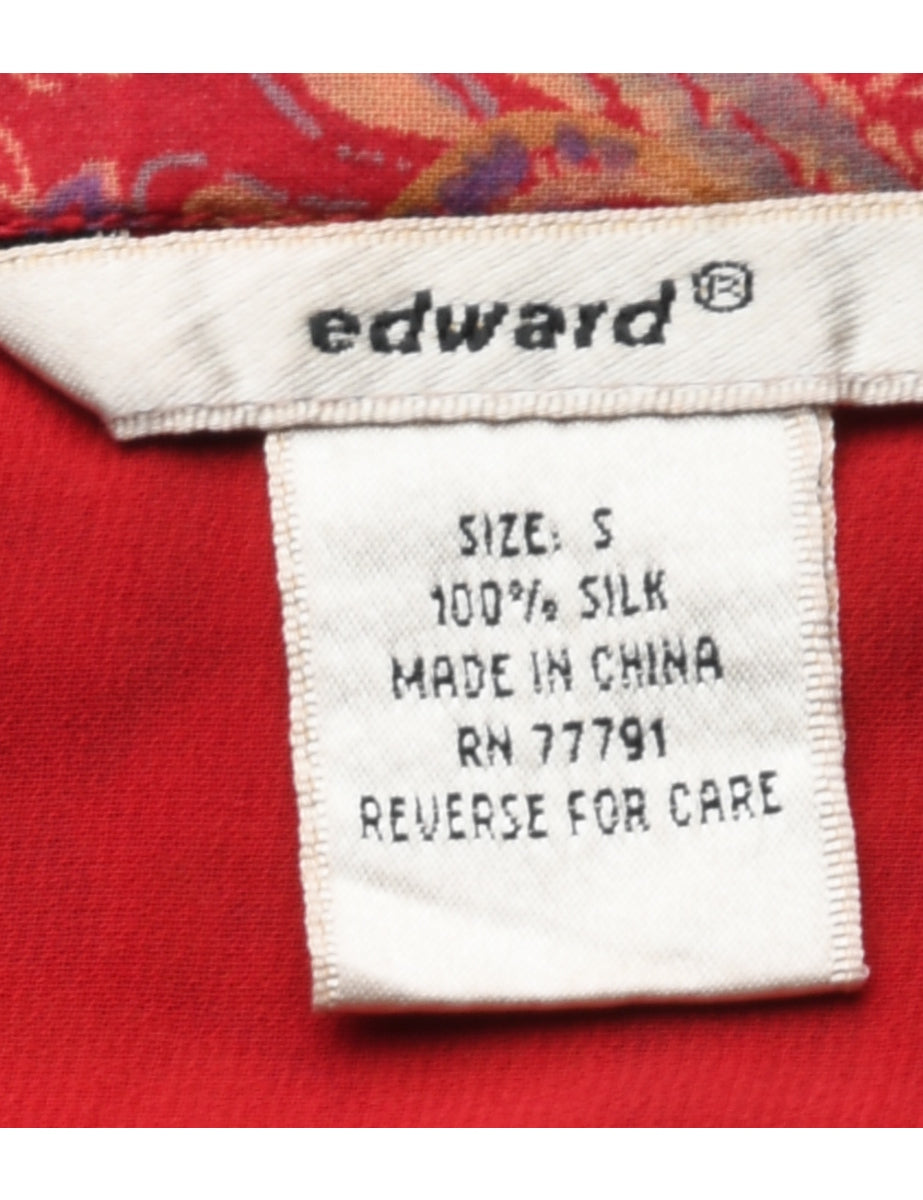 edward®
SIZE: S
100% SILK
MADE IN CHINA
RN 77791
REVERSE FOR CARE